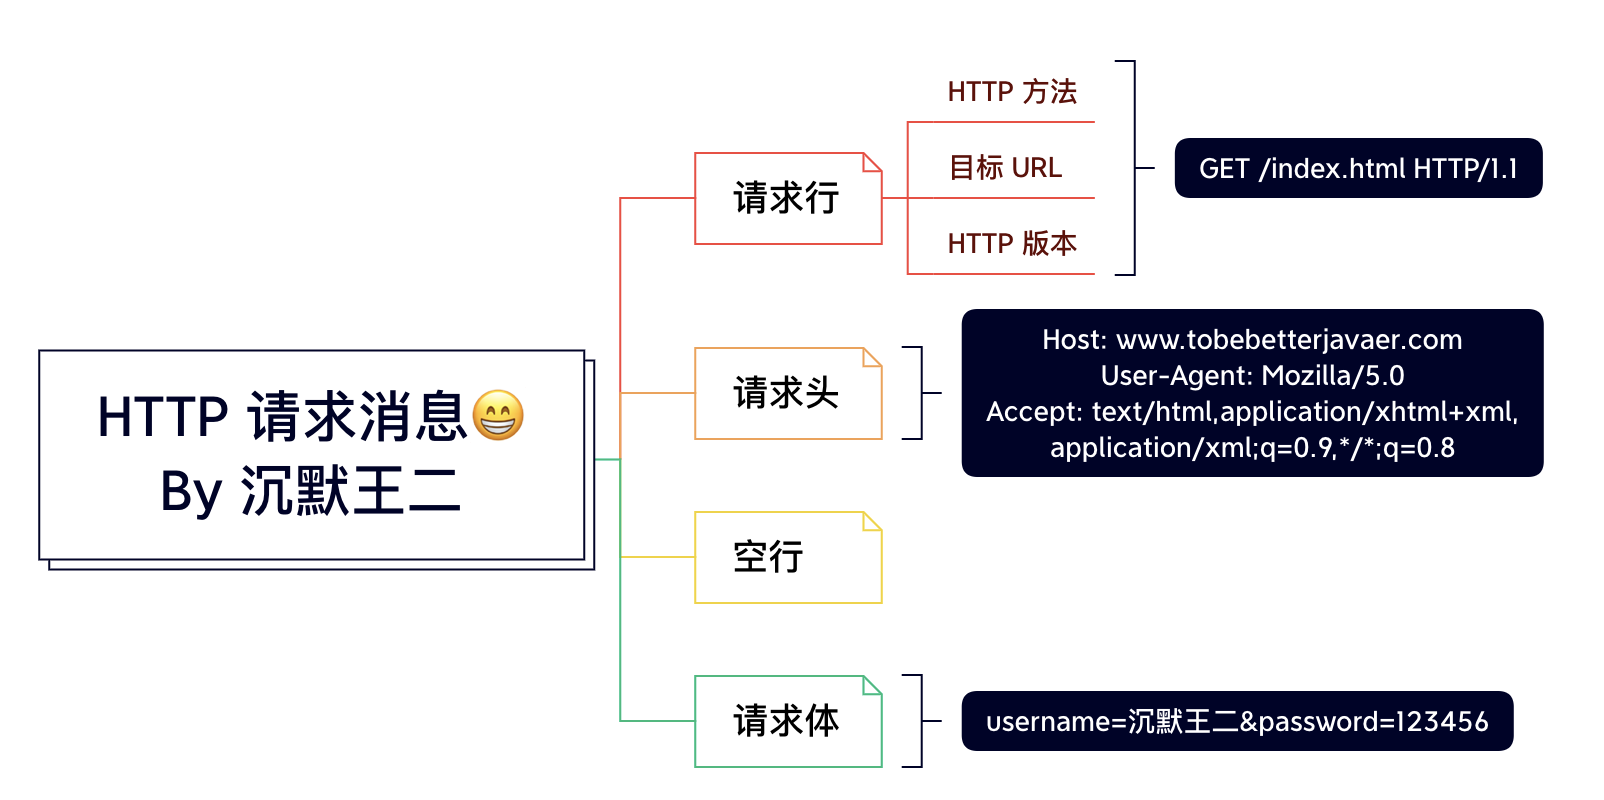 HTTP 请求消息😁
By 沉默王二
请求行
HTTP 方法
目标 URL
HTTP 版本
GET /index.html HTTP/1.1
请求头
Host: www.tobebetterjavaer.com
User-Agent: Mozilla/5.0
Accept: text/html,application/xhtml+xml,
application/xml;q=0.9,*/*;q=0.8
空行
请求体
username=沉默王二&password=123456